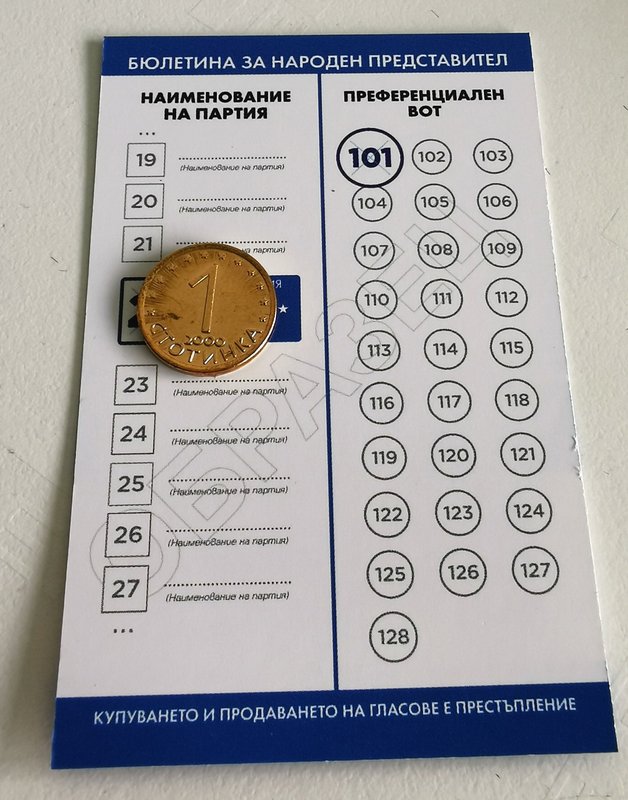 БЮЛЕТИНА ЗА НАРОДЕН ПРЕДСТАВИТЕЛ
НАИМЕНОВАНИЕ
НА ПАРТИЯ
...
19 ....................
(Наименование на партия)
20 ....................
(Наименование на партия)
21 ....................
на партия)
1
2000
СТОТИНКА
23 ....................
(Наименование на партия)
24 ....................
(Наименование на партия)
25 ....................
(Наименование на партия)
26 ....................
(Наименование на партия)
27 ....................
(Наименование на партия)
...
ПРЕФЕРЕНЦИАЛЕН
ВОТ
101 102 103
104 105 106
107 108 109
110 111 112
113 114 115
116 117 118
119 120 121
122 123 124
125 126 127
128
ОБРАЗЕЦ
КУПУВАНЕТО И ПРОДАВАНЕТО НА ГЛАСОВЕ Е ПРЕСТЪПЛЕНИЕ